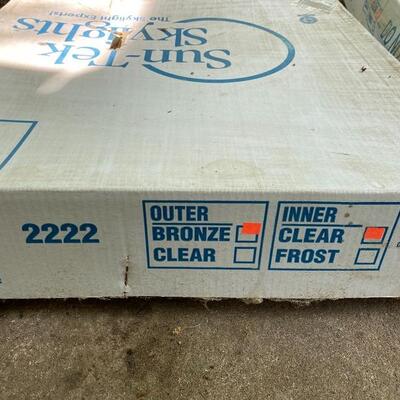 Sun-Tek
Skylights
The Skylight Experts!
2222
OUTER
BRONZE
CLEAR
INNER
CLEAR
FROST